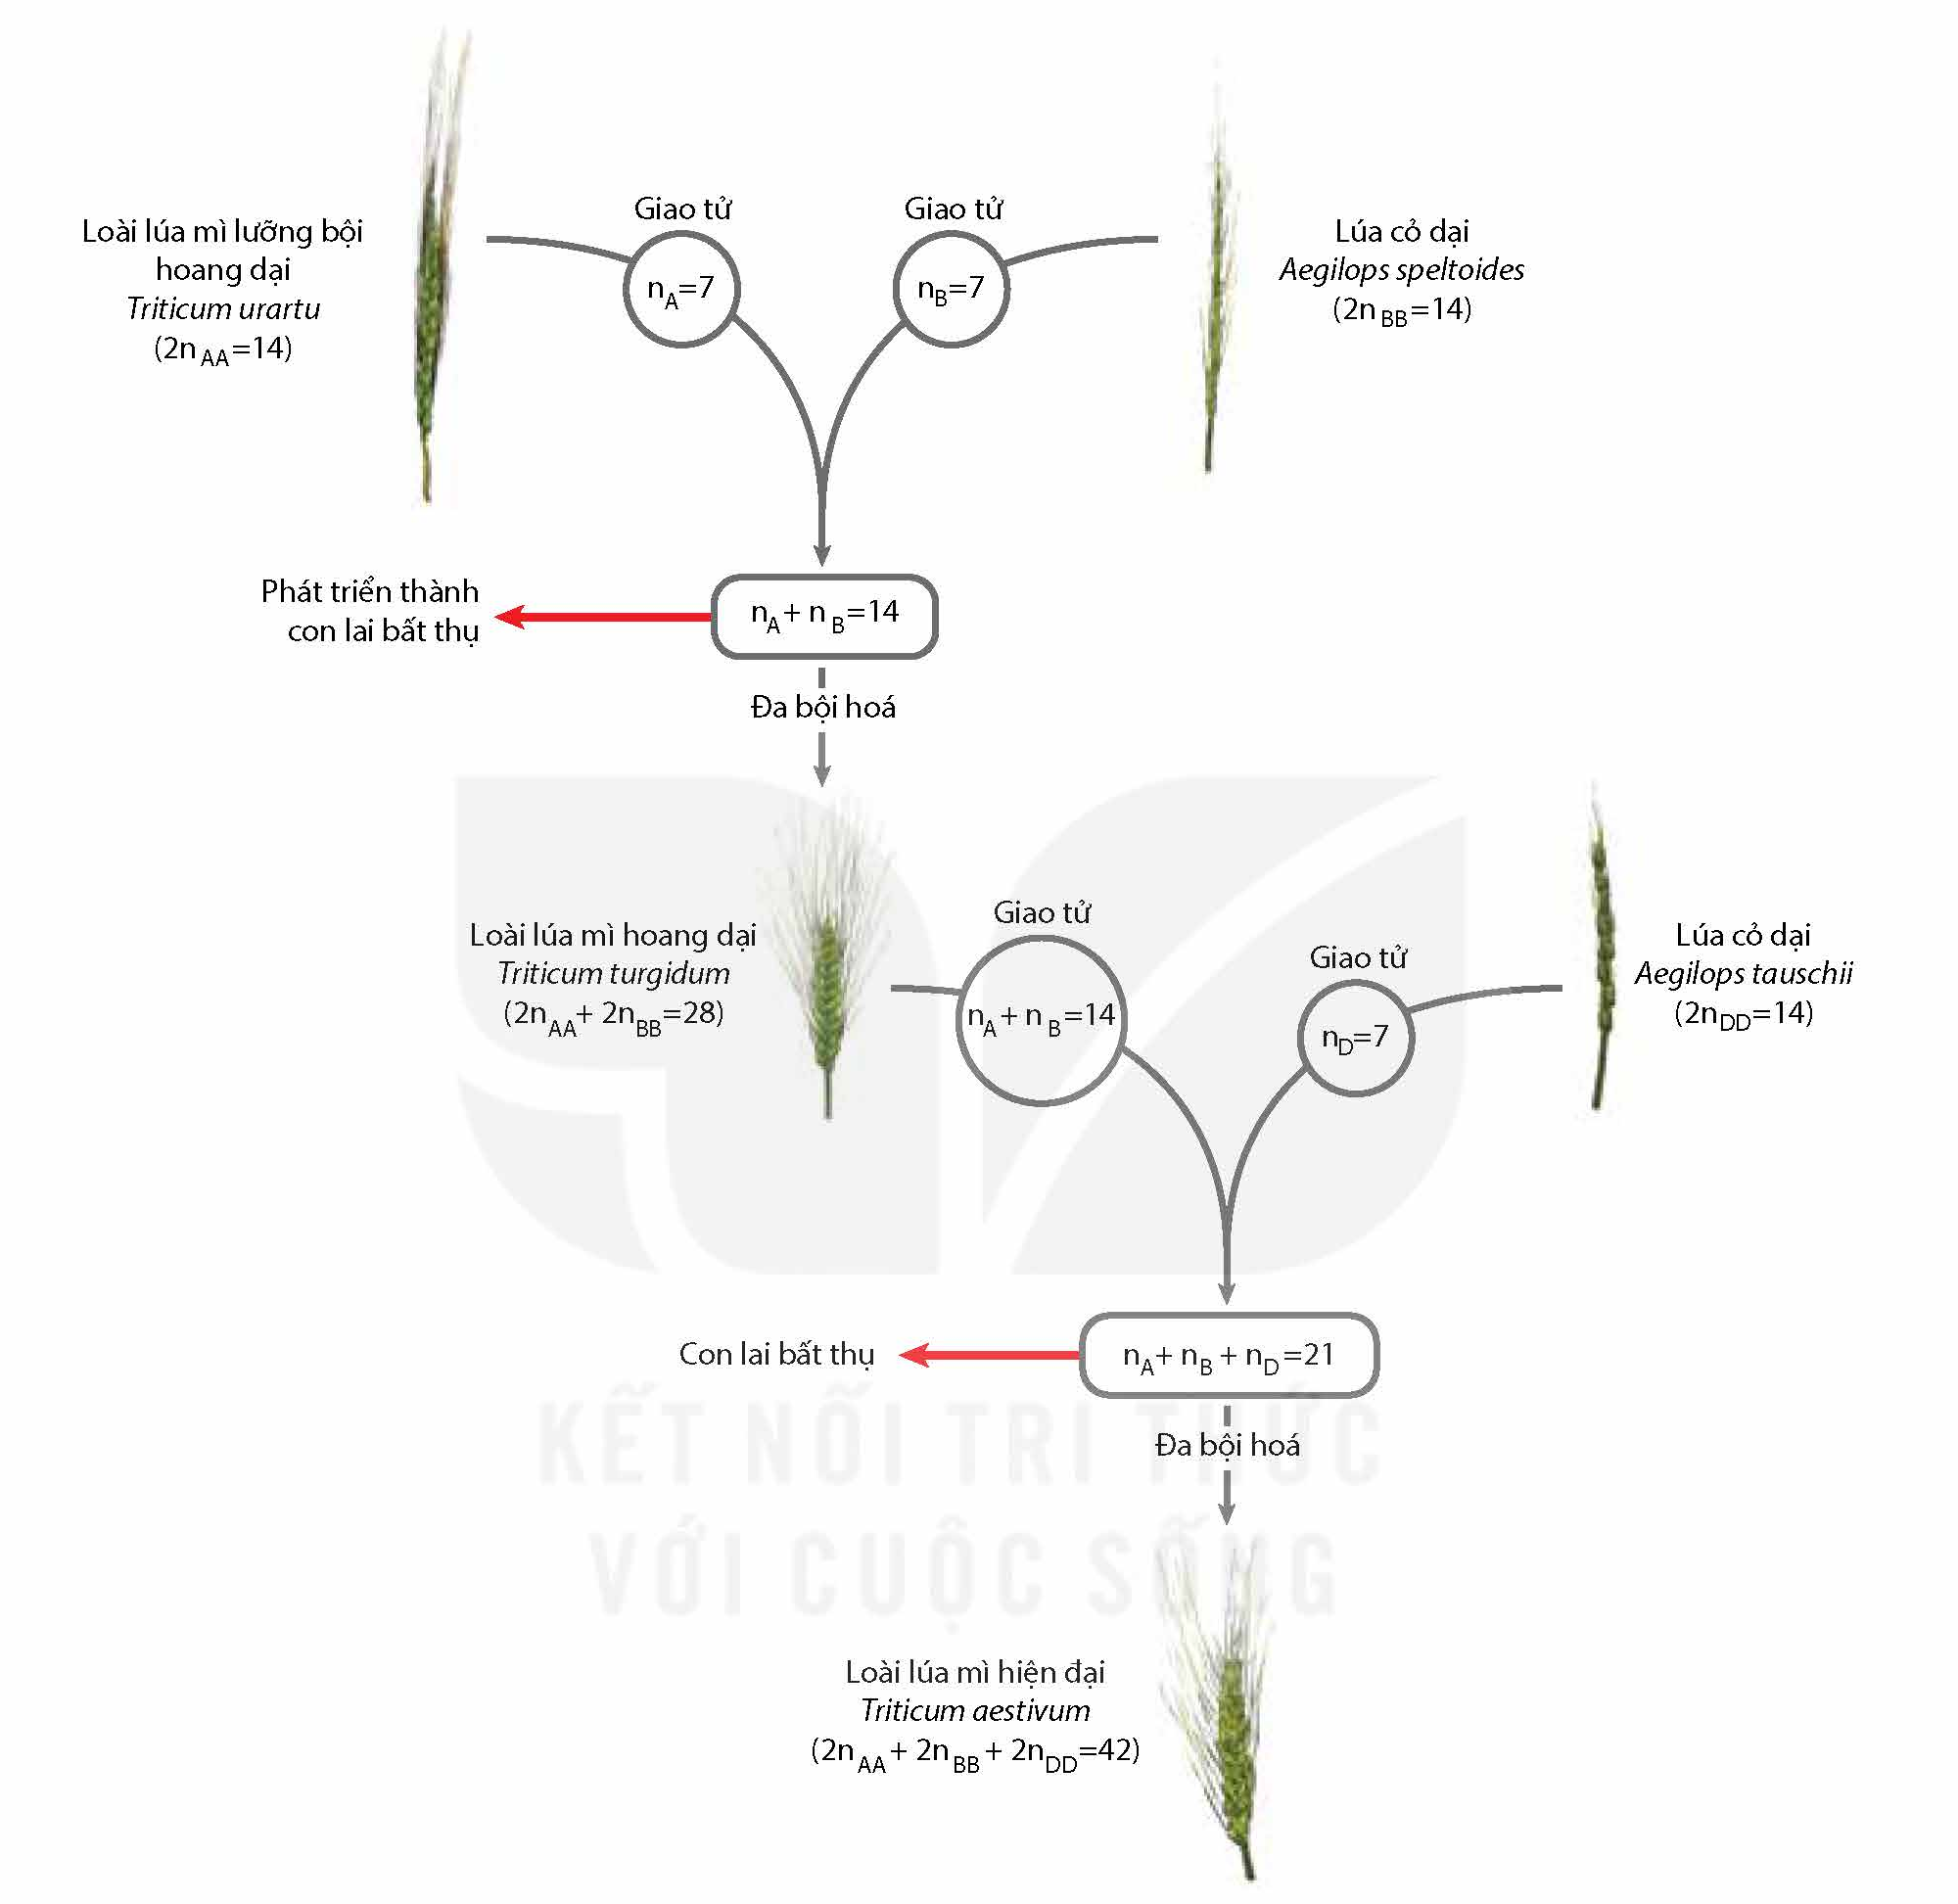 Giao tử
Giao tử
Loài lúa mì lưỡng bội
hoang dại
Triticum urartu
(2nAA=14)
nA=7
nB=7
Lúa cỏ dại
Aegilops speltoides
(2nBB=14)
Phát triển thành
con lai bất thụ
nA+ nB=14
Đa bội hoá
Loài lúa mì hoang dại
Triticum turgidum
(2nAA+ 2nBB=28)
Giao tử
nA+ nB=14
Giao tử
nD=7
Lúa cỏ dại
Aegilops tauschii
(2nDD=14)
Con lai bất thụ
nA+ nB + nD=21
Đa bội hoá
KẾT NỐI TRI THỨC
VỚI CUỘC SỐNG
Loài lúa mì hiện đại
Triticum aestivum
(2nAA+ 2nBB+ 2nDD=42)